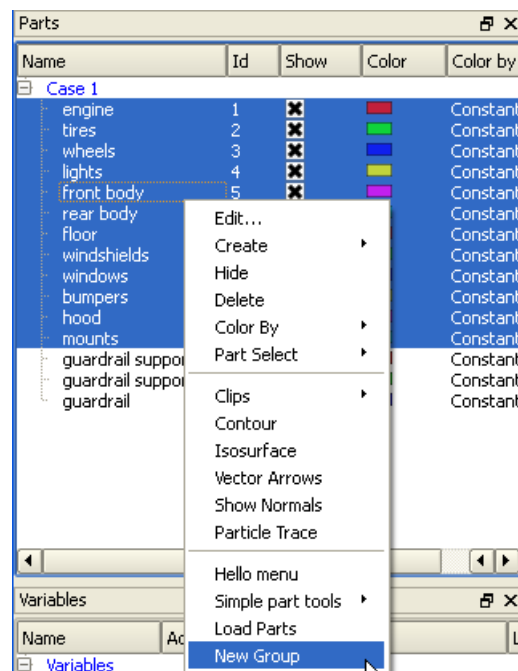 Parts
Name Id Show Color Color by
Case 1
engine 1 Constant
tires 2 Constant
wheels 3 Constant
lights 4 Constant
front body 5 Constant
rear body Constant
floor Constant
windshields Constant
windows Constant
bumpers Constant
hood Constant
mounts Constant
guardrail suppo Constant
guardrail suppo Constant
guardrail Constant
Edit...
Create
Hide
Delete
Color By
Part Select
Clips
Contour
Isosurface
Vector Arrows
Show Normals
Particle Trace
Hello menu
Simple part tools
Load Parts
New Group
Variables
Name Ac
Variables